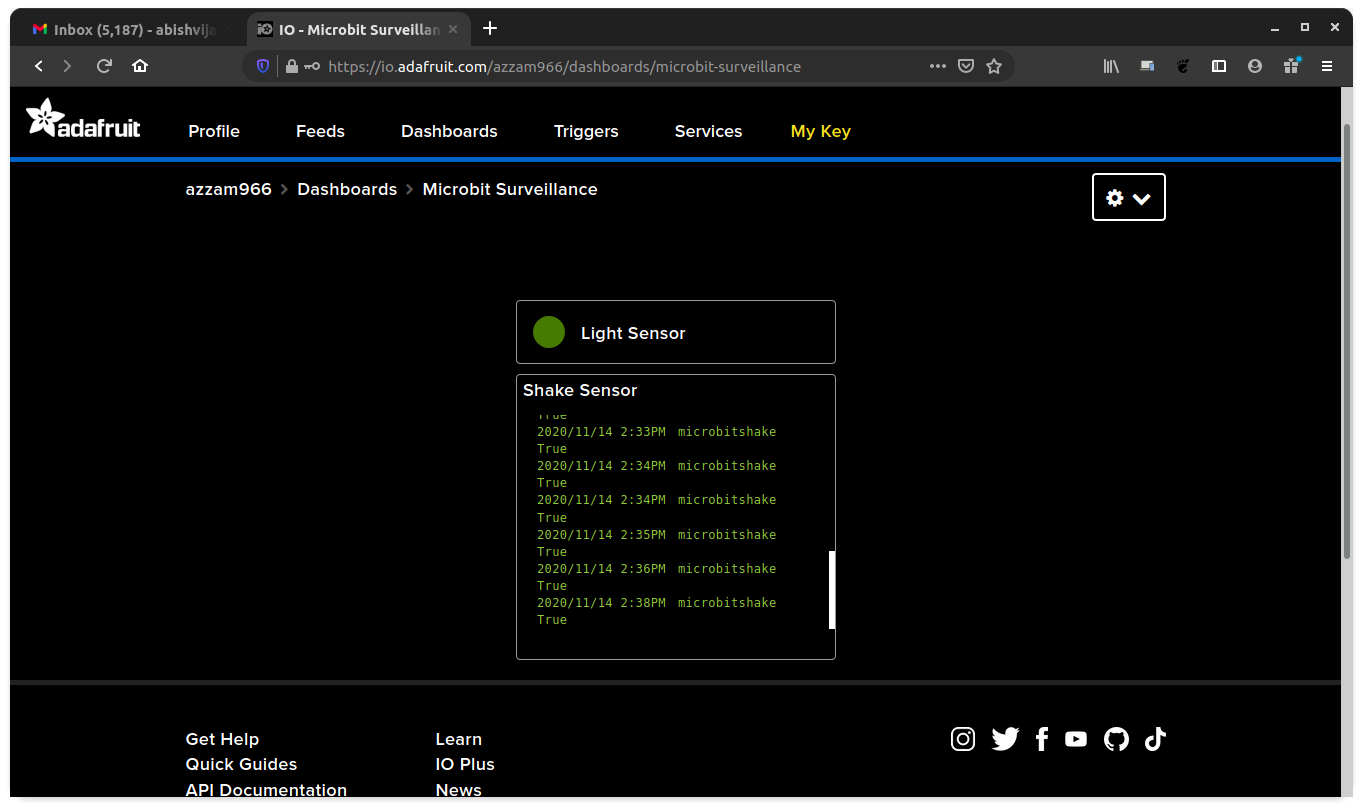 Inbox (5,187) - abishvija
IO - Microbit Surveillan
https://io.adafruit.com/azzam966/dashboards/microbit-surveillance
adafruit
Profile
Feeds
Dashboards
Triggers
Services
My Key
azzam966 > Dashboards > Microbit Surveillance
Light Sensor
Shake Sensor
True
2020/11/14 2:33PM microbitshake
True
2020/11/14 2:34PM microbitshake
True
2020/11/14 2:34PM microbitshake
True
2020/11/14 2:35PM microbitshake
True
2020/11/14 2:36PM microbitshake
True
2020/11/14 2:38PM microbitshake
True
Get Help
Quick Guides
API Documentation
Learn
IO Plus
News